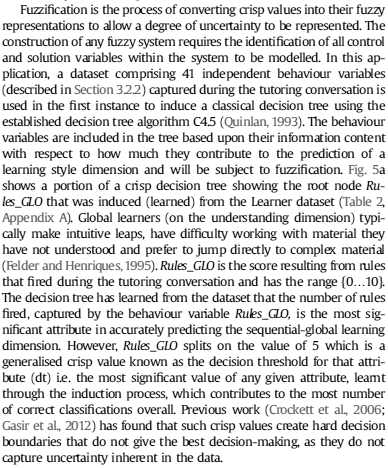 Fuzzification is the process of converting crisp values into their fuzzy
representations to allow a degree of uncertainty to be represented. The
construction of any fuzzy system requires the identification of all control
and solution variables within the system to be modelled. In this ap-
plication, a dataset comprising 41 independent behaviour variables
(described in Section 3.2.2) captured during the tutoring conversation is
used in the first instance to induce a classical decision tree using the
established decision tree algorithm C4.5 (Quinlan, 1993). The behaviour
variables are included in the tree based upon their information content
with respect to how much they contribute to the prediction of a
learning style dimension and will be subject to fuzzification. Fig. 5a
shows a portion of a crisp decision tree showing the root node Ru-
les_GLO that was induced (learned) from the Learner dataset (Table 2,
Appendix A). Global learners (on the understanding dimension) typi-
cally make intuitive leaps, have difficulty working with material they
have not understood and prefer to jump directly to complex material
(Felder and Henriques, 1995). Rules_GLO is the score resulting from rules
that fired during the tutoring conversation and has the range {0…10}.
The decision tree has learned from the dataset that the number of rules
fired, captured by the behaviour variable Rules_GLO, is the most sig-
nificant attribute in accurately predicting the sequential-global learning
dimension. However, Rules_GLO splits on the value of 5 which is a
generalised crisp value known as the decision threshold for that attri-
bute (dt) i.e. the most significant value of any given attribute, learnt
through the induction process, which contributes to the most number
of correct classifications overall. Previous work (Crockett et al., 2006;
Gasir et al., 2012) has found that such crisp values create hard decision
boundaries that do not give the best decision-making, as they do not
capture uncertainty inherent in the data.